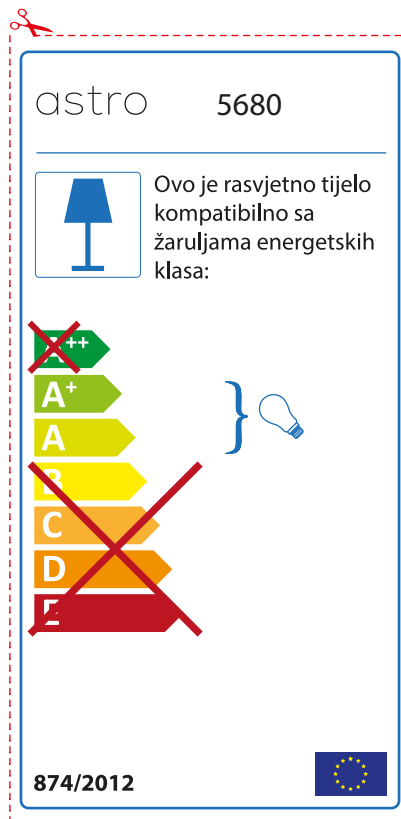 astro 5680
Ovo je rasvjetno tijelo
kompatibilno sa
žaruljama energetskih
klasa:
A++
A+
A
B
C
D
E
874/2012